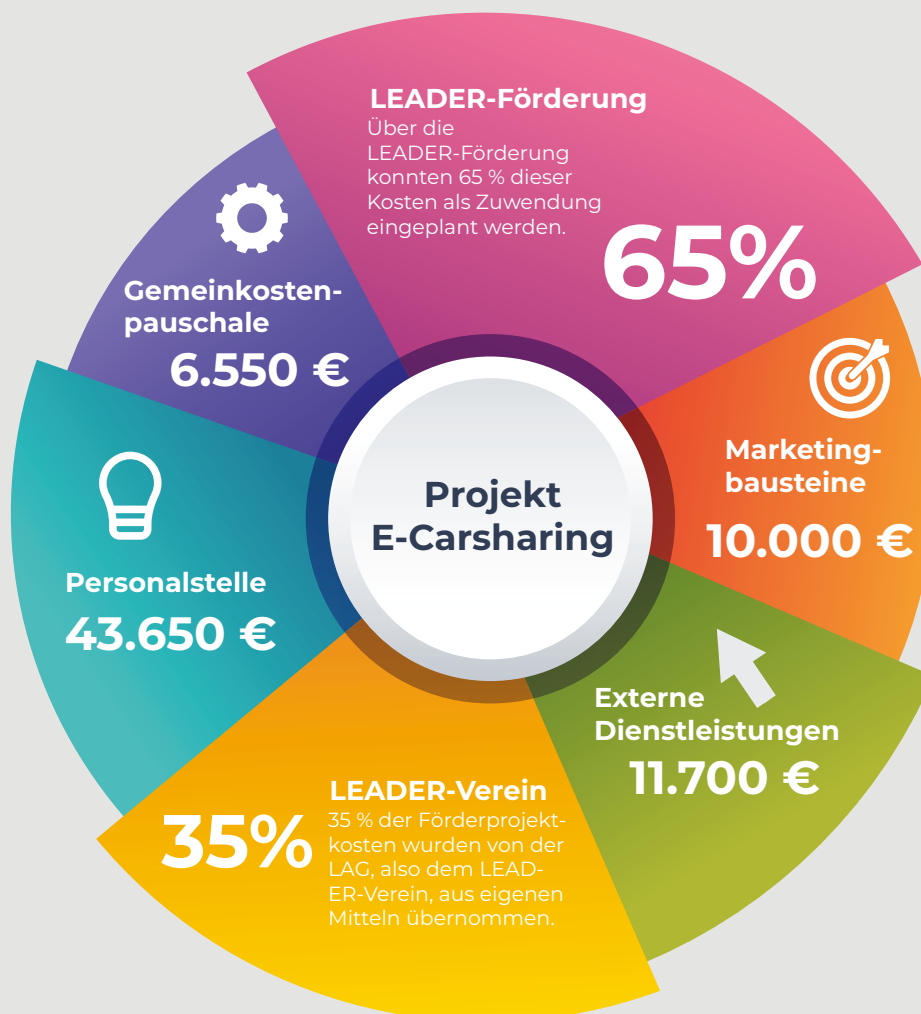 LEADER-Förderung
Über die
LEADER-Förderung
konnten 65 % dieser
Kosten als Zuwendung
eingeplant werden.
65%
Gemeinkosten-
pauschale
6.550 €
Marketing-
bausteine
10.000 €
Projekt
E-Carsharing
Personalstelle
43.650 €
Externe
Dienstleistungen
11.700 €
LEADER-Verein
35 % der Förderprojekt-
kosten wurden von der
LAG, also dem LEAD-
ER-Verein, aus eigenen
Mitteln übernommen.
35%